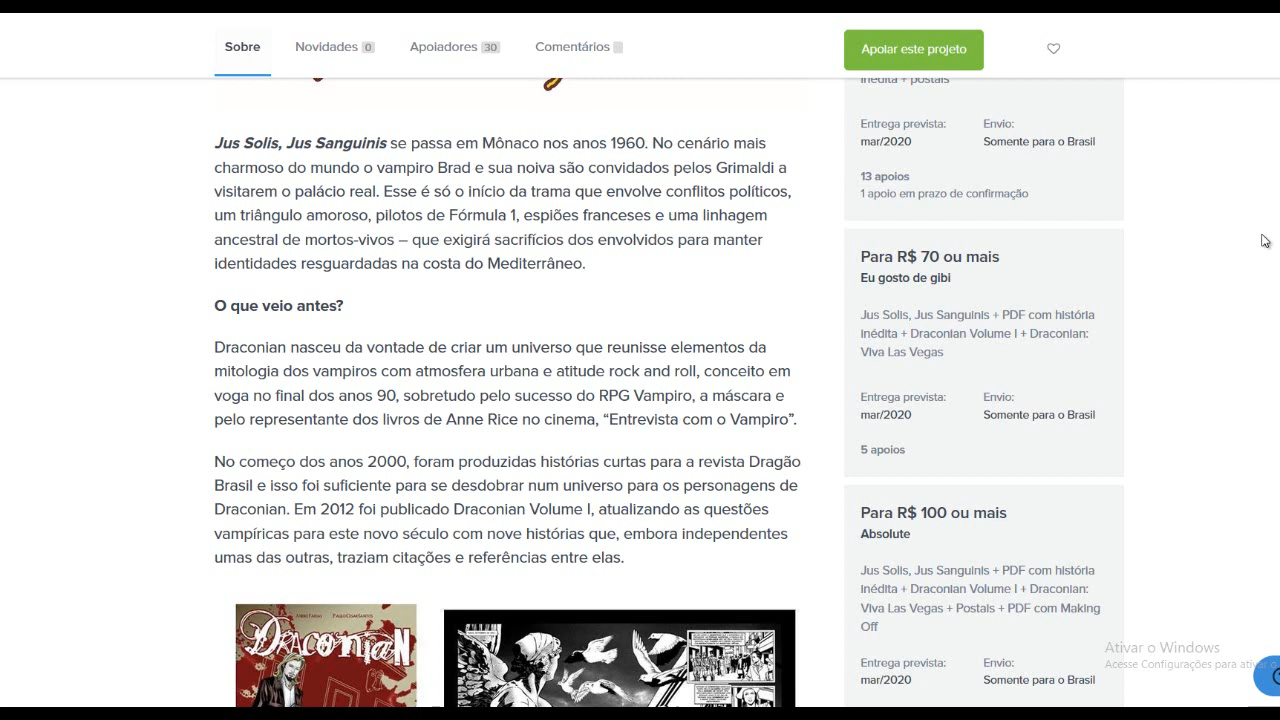 Sobre
Novidades 0
Apoiadores 30
Comentários
Apoiar este projeto
Jus Solis, Jus Sanguinis se passa em Mônaco nos anos 1960. No cenário mais
charmoso do mundo o vampiro Brad e sua noiva são convidados pelos Grimaldi a
visitarem o palácio real. Esse é só o início da trama que envolve conflitos políticos,
um triângulo amoroso, pilotos de Fórmula 1, espiões franceses e uma linhagem
ancestral de mortos-vivos – que exigirá sacrifícios dos envolvidos para manter
identidades resguardadas na costa do Mediterrâneo.
O que veio antes?
Draconian nasceu da vontade de criar um universo que reunisse elementos da
mitologia dos vampiros com atmosfera urbana e atitude rock and roll, conceito em
voga no final dos anos 90, sobretudo pelo sucesso do RPG Vampiro, a máscara e
pelo representante dos livros de Anne Rice no cinema, “Entrevista com o Vampiro”.
No começo dos anos 2000, foram produzidas histórias curtas para a revista Dragão
Brasil e isso foi suficiente para se desdobrar num universo para os personagens de
Draconian. Em 2012 foi publicado Draconian Volume I, atualizando as questões
vampíricas para este novo século com nove histórias que, embora independentes
umas das outras, traziam citações e referências entre elas.
DRACONIAN
inédita + postais
Entrega prevista:
mar/2020
Envio:
Somente para o Brasil
13 apoios
1 apoio em prazo de confirmação
Para R$ 70 ou mais
Eu gosto de gibi
Jus Solis, Jus Sanguinis + PDF com história
inédita + Draconian Volume I + Draconian:
Viva Las Vegas
Entrega prevista:
mar/2020
Envio:
Somente para o Brasil
5 apoios
Para R$ 100 ou mais
Absolute
Jus Solis, Jus Sanguinis + PDF com história
inédita + Draconian Volume I + Draconian:
Viva Las Vegas + Postais + PDF com Making
Off
Entrega prevista:
mar/2020
Envio:
Somente para o Brasil
Ativar o Windows
Acesse Configurações para ativar o